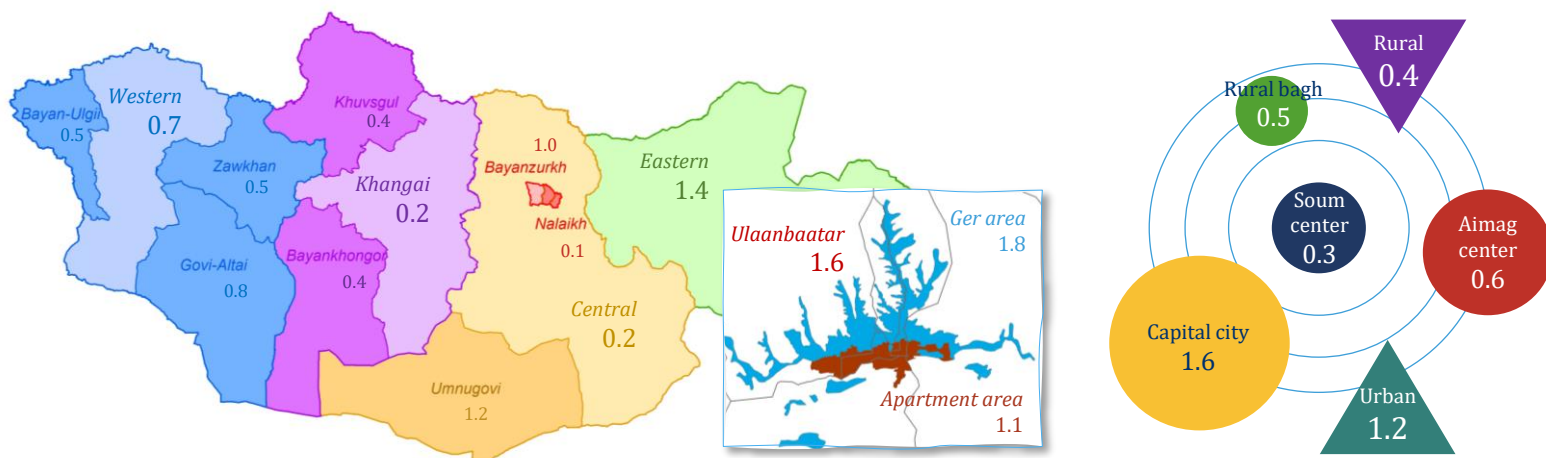 Bayan-Ulgii
0.5
Western
0.7
Khuvsgul
0.4
Zawkhan
0.5
Khangai
0.2
Govi-Altai
0.8
Bayankhongor
0.4
1.0
Bayanzurkh
Nalaikh
0.1
Eastern
1.4
Central
0.2
Umnugovi
1.2
Ulaanbaatar
1.6
Ger area
1.8
Apartment area
1.1
Rural
0.4
Rural bagh
0.5
Soum
center
0.3
Aimag
center
0.6
Capital city
1.6
Urban
1.2